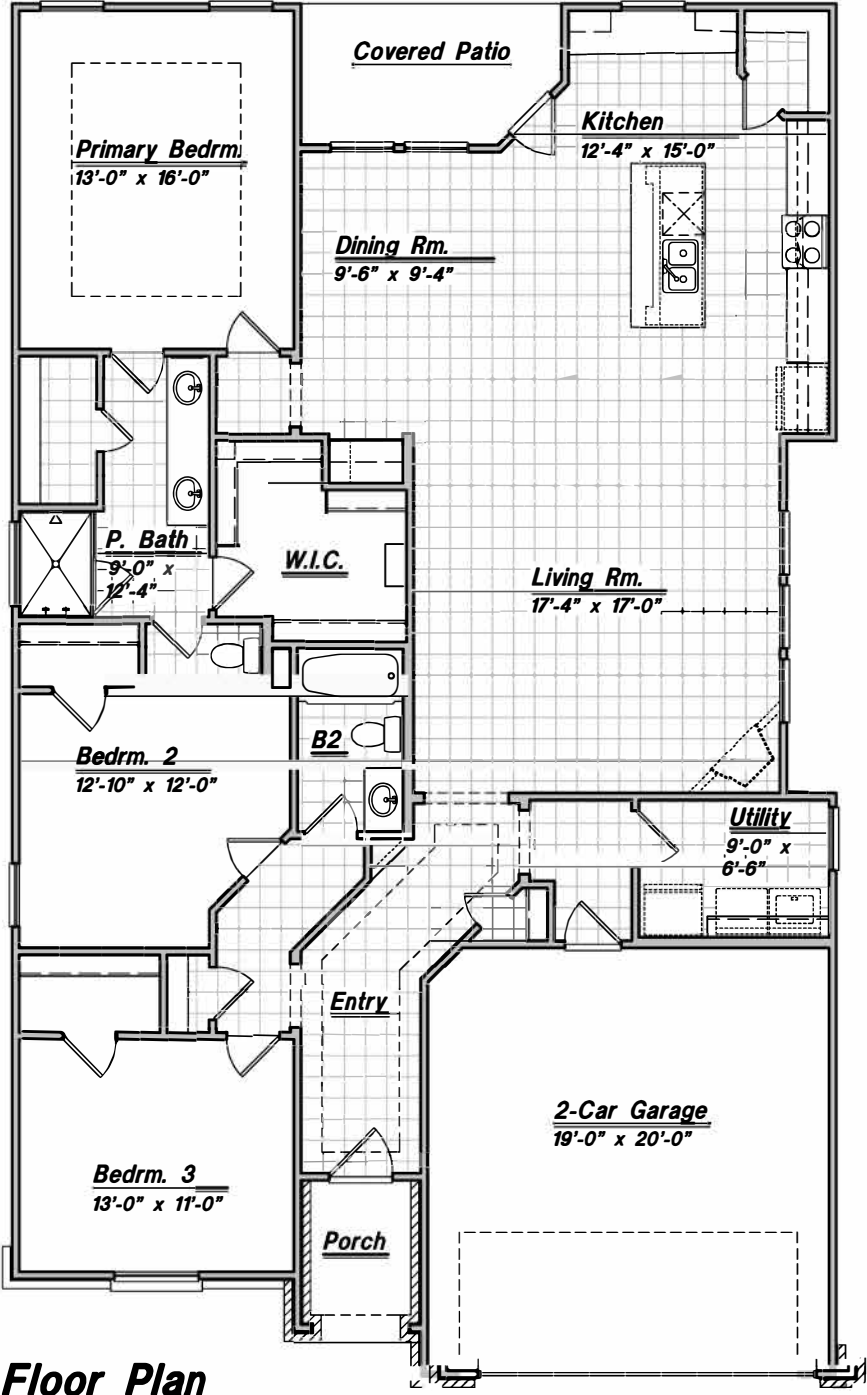 Covered Patio
Kitchen
12'-4" x 15'-0"
Primary Bedrm.
13'-0" x 16'-0"
Dining Rm.
9'-6" x 9'-4"
P. Bath
9'-0" x
12'-4"
W.I.C.
Living Rm.
17'-4" x 17'-0"
B2
Bedrm. 2
12'-10" x 12'-0"
Utility
9'-0" x
6'-6"
Entry
2-Car Garage
19'-0" x 20'-0"
Bedrm. 3
13'-0" x 11'-0"
Porch
Floor Plan